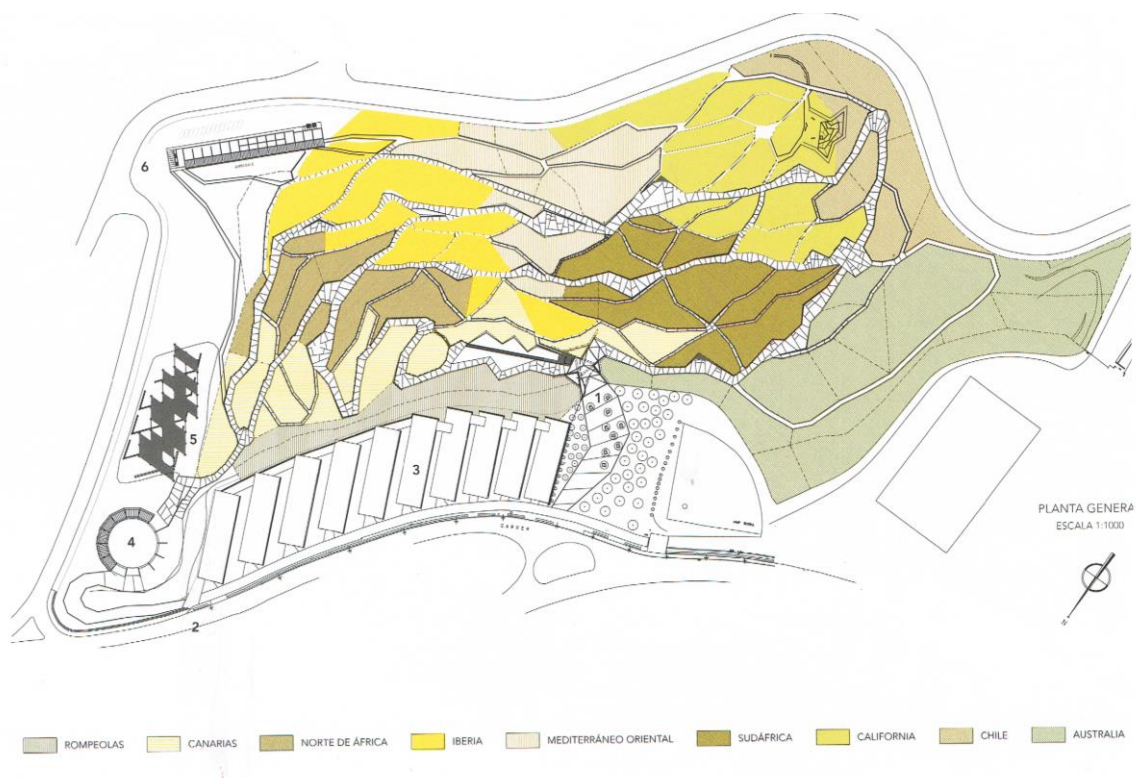 6
1
5
3
4
CARRER
2
PLANTA GENERA
ESCALA 1:1000
N
ROMPEOLAS CANARIAS NORTE DE ÁFRICA IBERIA MEDITERRÁNEO ORIENTAL SUDÁFRICA CALIFORNIA CHILE AUSTRALIA